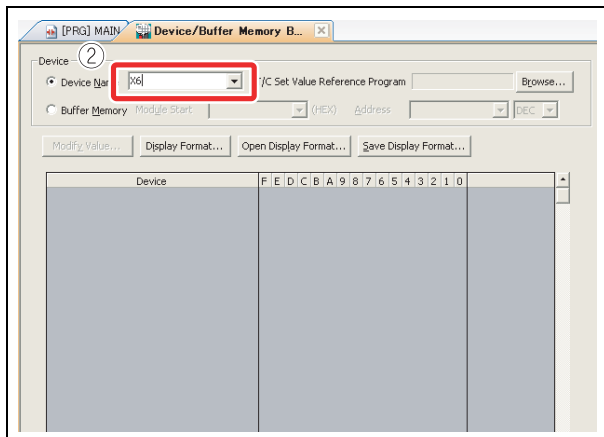 [PRG] MAIN Device/Buffer Memory B...
Device ②
Device Nam X6 T/C Set Value Reference Program Browse...
Buffer Memory Module Start (HEX) Address DEC
Modify Value... Display Format... Open Display Format... Save Display Format...
Device F E D C B A 9 8 7 6 5 4 3 2 1 0